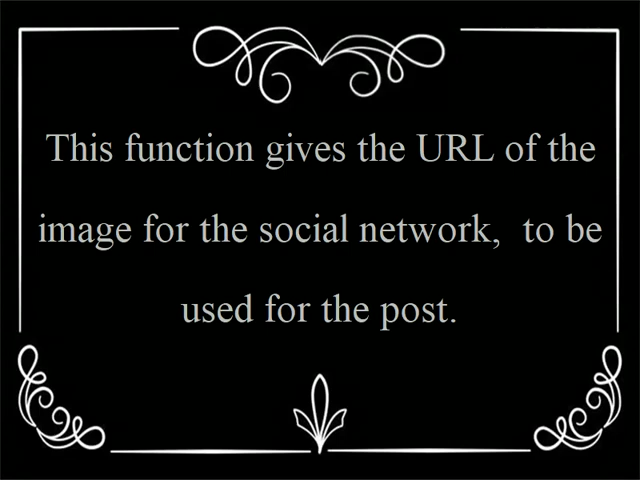 This function gives the URL of the
image for the social network,  to be
used for the post.